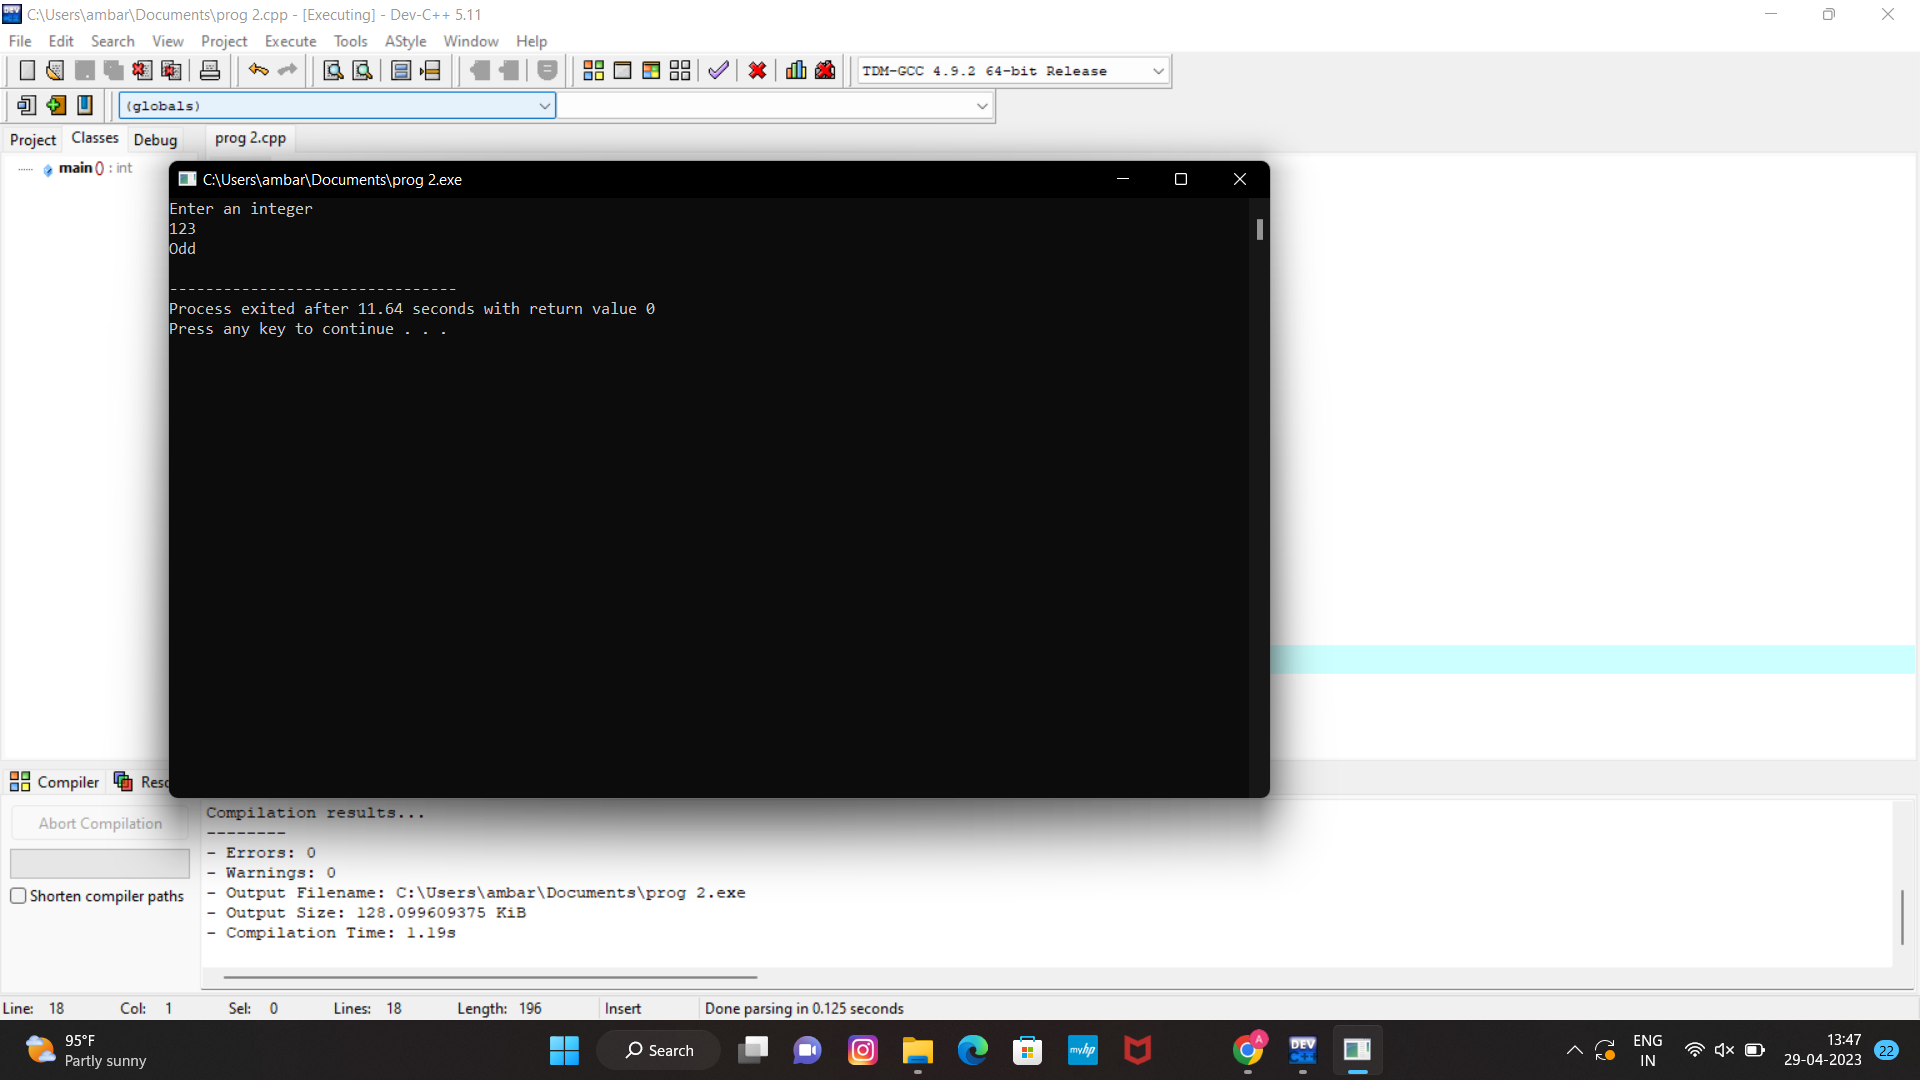 C:\Users\ambar\Documents\prog 2.cpp - [Executing] - Dev-C++ 5.11
File Edit Search View Project Execute Tools AStyle Window Help
TDM-GCC 4.9.2 64-bit Release
(globals)
Project Classes Debug prog 2.cpp
main () : int
C:\Users\ambar\Documents\prog 2.exe
Enter an integer
123
Odd
--------------------------------
Process exited after 11.64 seconds with return value 0
Press any key to continue . . .
Compiler
Abort Compilation
Shorten compiler paths
Compilation results...
--------
- Errors: 0
- Warnings: 0
- Output Filename: C:\Users\ambar\Documents\prog 2.exe
- Output Size: 128.099609375 KiB
- Compilation Time: 1.19s
Line: 18 Col: 1 Sel: 0 Lines: 18 Length: 196 Insert Done parsing in 0.125 seconds
95°F
Partly sunny
Search
myhp
A
DEV
C++
ENG
IN
13:47
29-04-2023
22